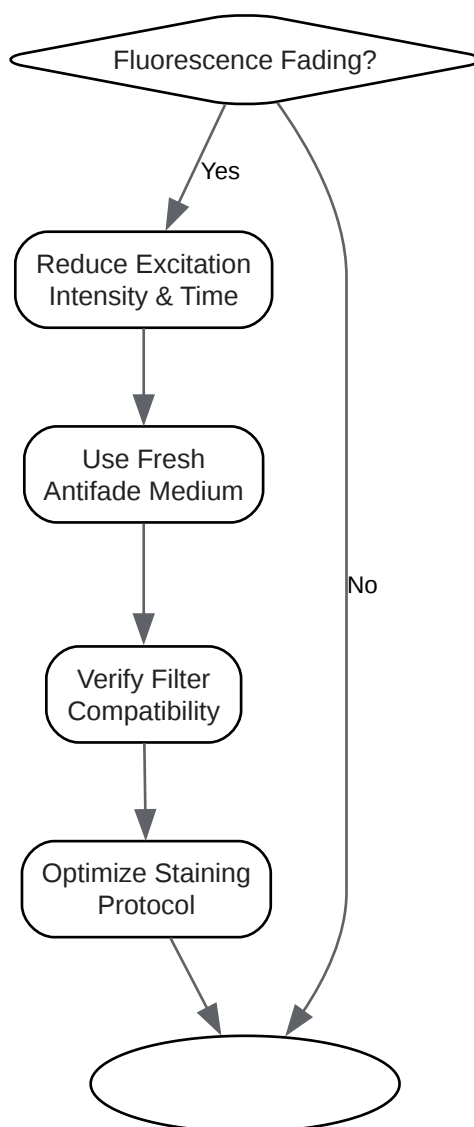 Fluorescence Fading?
Yes
Reduce Excitation
Intensity & Time
Use Fresh
Antifade Medium
No
Verify Filter
Compatibility
Optimize Staining
Protocol